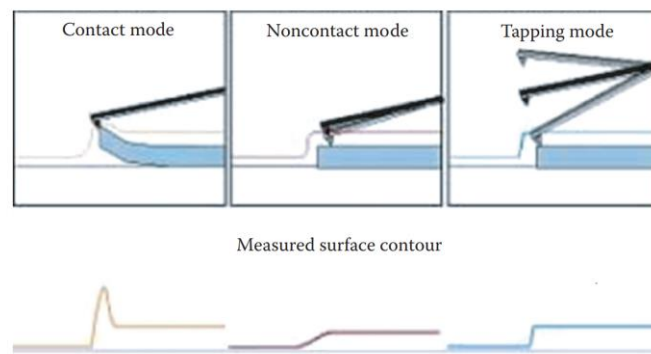 Contact mode
Noncontact mode
Tapping mode
Measured surface contour